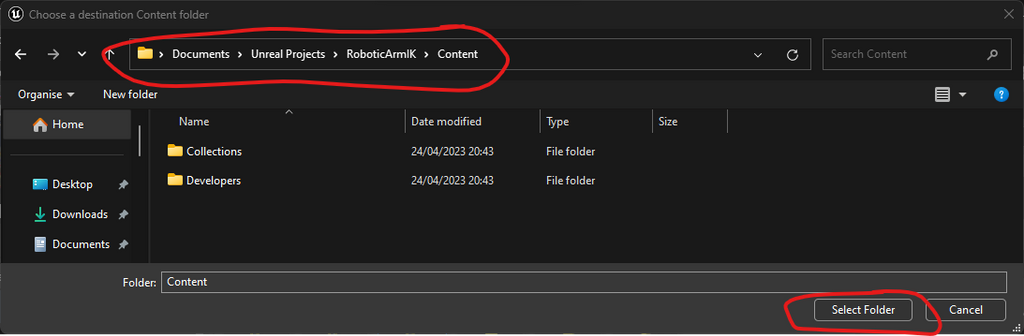 Choose a destination Content folder
Documents > Unreal Projects > RoboticArmIK > Content
Search Content
Organise New folder
Name Date modified Type Size
Home
Collections 24/04/2023 20:43 File folder
Developers 24/04/2023 20:43 File folder
Desktop
Downloads
Documents
Folder: Content
Select Folder Cancel